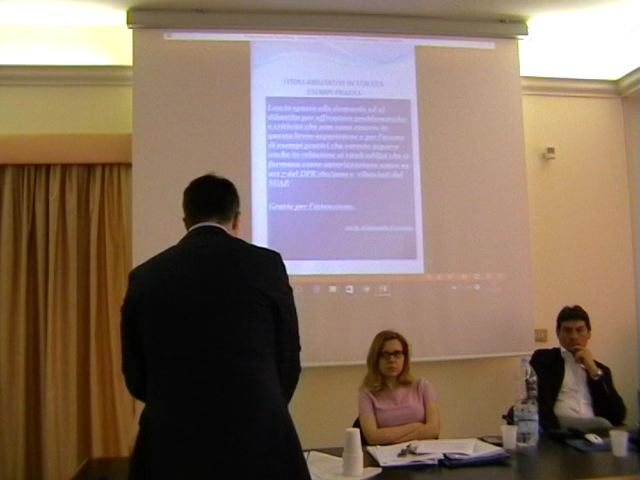 TITOLI ABILITATIVI IN EDILIZIA
ESEMPI PRATICI
Lascio spazio alle domande ed al
dibattito per affrontare problematiche
e criticità che non sono emerse in
questa breve esposizione e per l'esame
di esempi pratici che vorrete esporre
anche in relazione ai titoli edilizi che si
formano come autorizzazione unica ex
art 7 del DPR 160/2010 e rilasciati dal
SUAP.
Grazie per l'attenzione.